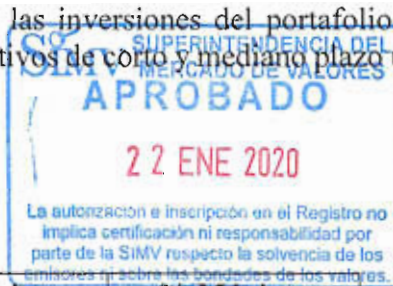 las inversiones del portafolio
tivos de corto y mediano plazo
SIMV SUPERINTENDENCIA DEL
MERCADO DE VALORES
APROBADO
22 ENE 2020
La autorización e inscripción en el Registro no
implica certificación ni responsabilidad por
parte de la SIMV respecto la solvencia de los
emisores ni sobre las bondades de los valores.